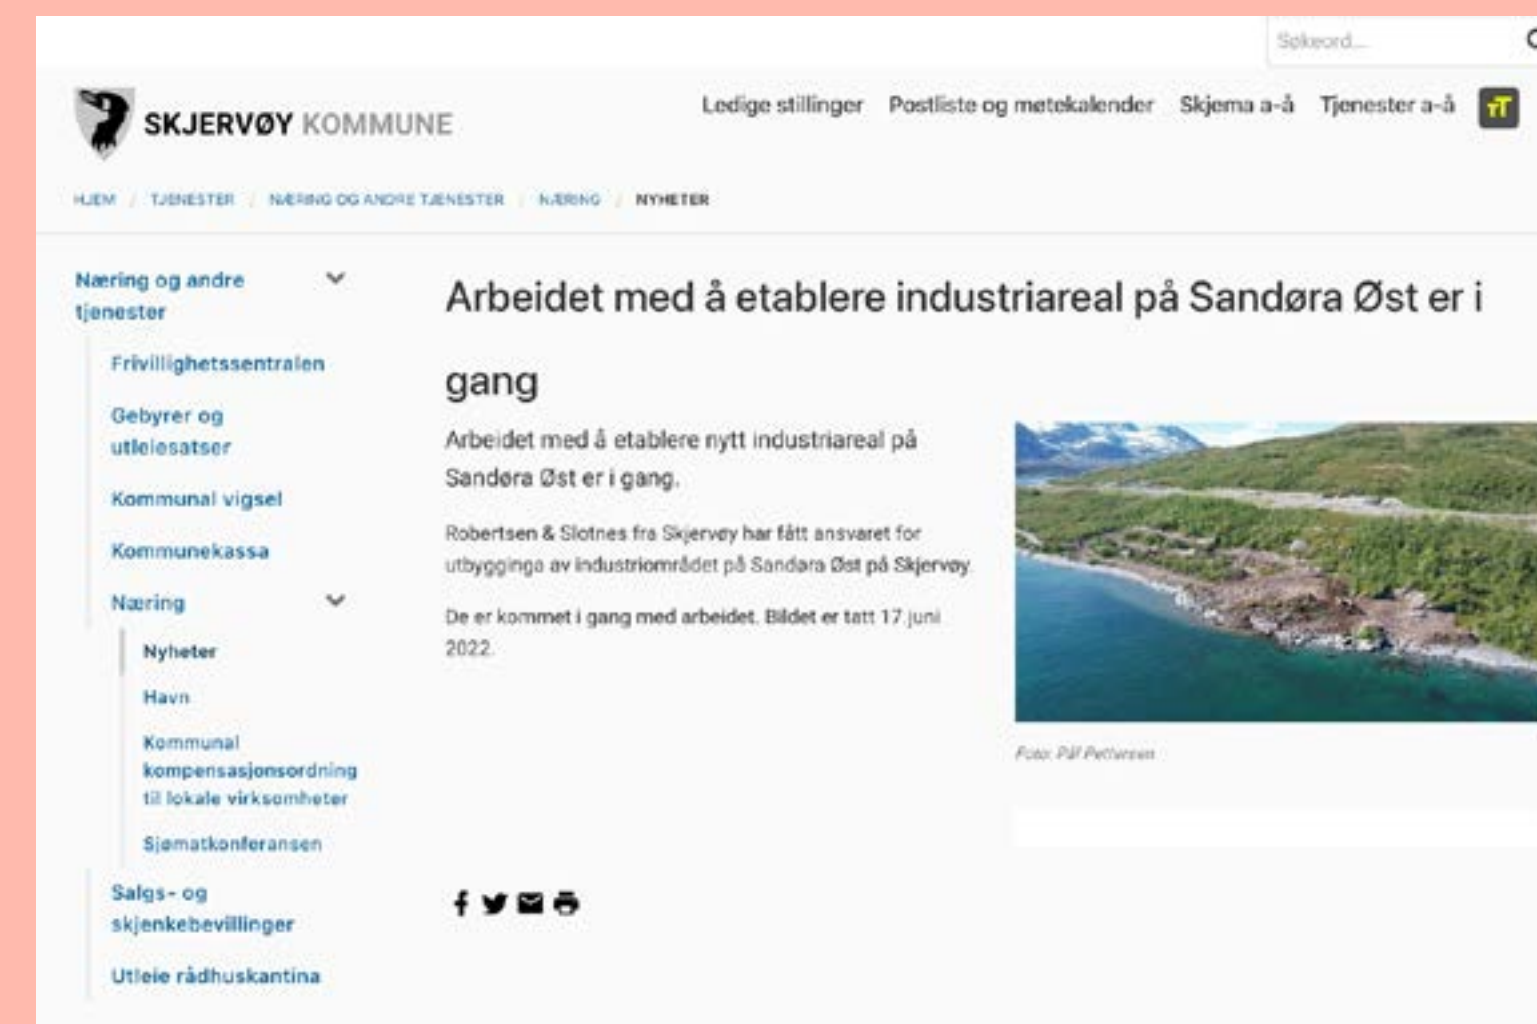 Søkeord...
SKJERVØY KOMMUNE
Ledige stillinger Postliste og møtekalender Skjema a-å Tjenester a-å TT
HJEM / TJENESTER / NÆRING OG ANDRE TJENESTER / NÆRING / NYHETER
Næring og andre
tjenester
Frivillighetssentralen
Gebyrer og
utleiesatser
Kommunal vigsel
Kommunekassa
Næring
Nyheter
Havn
Kommunal
kompensasjonsordning
til lokale virksomheter
Sjømatkonferansen
Salgs- og
skjenkebevillinger
Utleie rådhuskantina
Arbeidet med å etablere industriareal på Sandøra Øst er i
gang
Arbeidet med å etablere nytt industriareal på
Sandøra Øst er i gang.
Robertsen & Slotnes fra Skjervøy har fått ansvaret for
utbygginga av industriområdet på Sandøra Øst på Skjervøy.
De er kommet i gang med arbeidet. Bildet er tatt 17.juni
2022.
Foto: Pål Pettersen